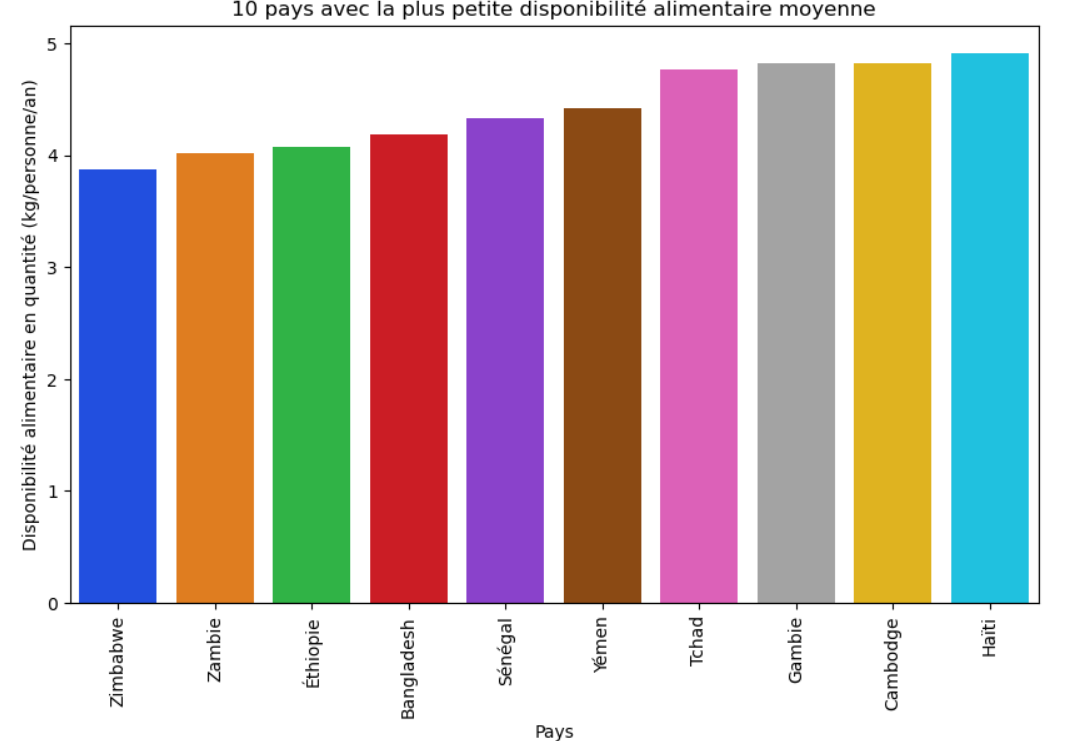 10 pays avec la plus petite disponibilité alimentaire moyenne
Disponibilité alimentaire en quantité (kg/personne/an)
5
4
3
2
1
0
Zimbabwe
Zambie
Éthiopie
Bangladesh
Sénégal
Yémen
Tchad
Gambie
Cambodge
Haïti
Pays